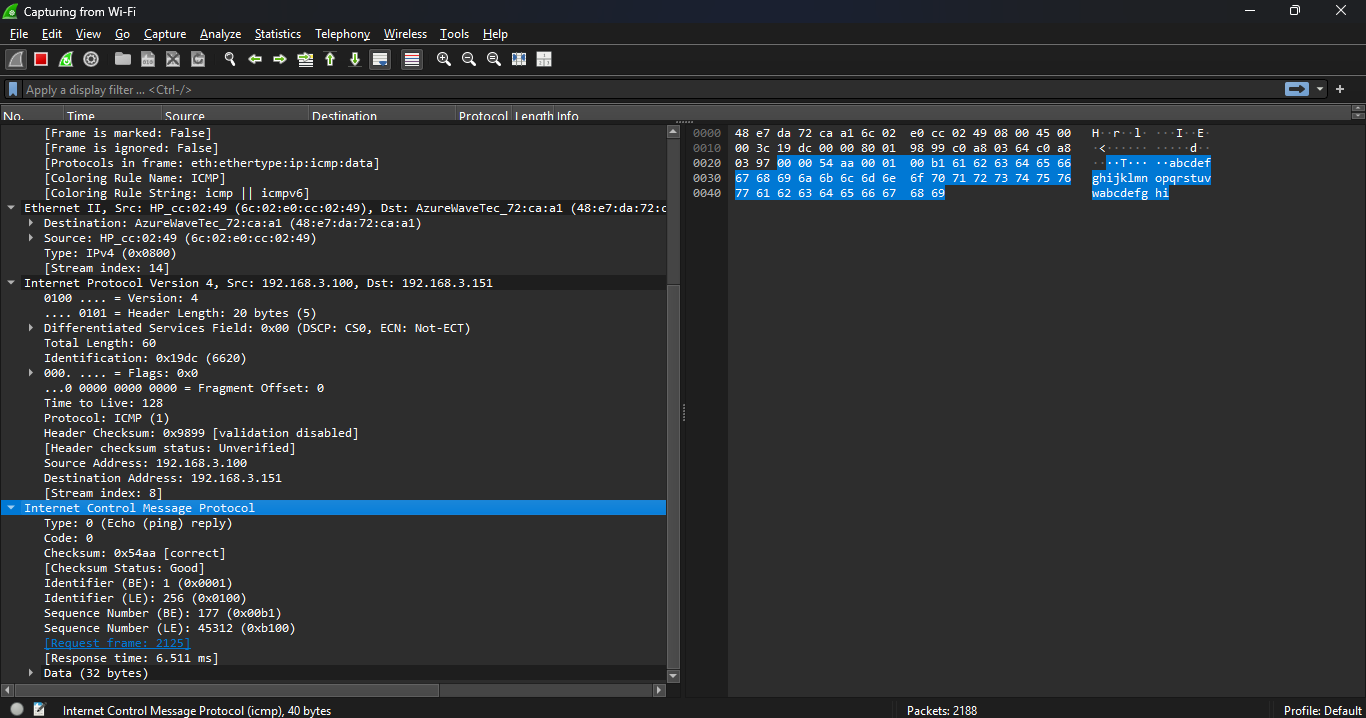 Capturing from Wi-Fi
File Edit View Go Capture Analyze Statistics Telephony Wireless Tools Help
Apply a display filter ... <Ctrl-/>
No. Time Source Destination Protocol Length Info
[Frame is marked: False]
[Frame is ignored: False]
[Protocols in frame: eth:ethertype:ip:icmp:data]
[Coloring Rule Name: ICMP]
[Coloring Rule String: icmp || icmpv6]
Ethernet II, Src: HP_cc:02:49 (6c:02:e0:cc:02:49), Dst: AzureWaveTec_72:ca:a1 (48:e7:da:72:c
Destination: AzureWaveTec_72:ca:a1 (48:e7:da:72:ca:a1)
Source: HP_cc:02:49 (6c:02:e0:cc:02:49)
Type: IPv4 (0x0800)
[Stream index: 14]
Internet Protocol Version 4, Src: 192.168.3.100, Dst: 192.168.3.151
0100 .... = Version: 4
.... 0101 = Header Length: 20 bytes (5)
Differentiated Services Field: 0x00 (DSCP: CS0, ECN: Not-ECT)
Total Length: 60
Identification: 0x19dc (6620)
000. .... = Flags: 0x0
...0 0000 0000 0000 = Fragment Offset: 0
Time to Live: 128
Protocol: ICMP (1)
Header Checksum: 0x9899 [validation disabled]
[Header checksum status: Unverified]
Source Address: 192.168.3.100
Destination Address: 192.168.3.151
[Stream index: 8]
Internet Control Message Protocol
Type: 0 (Echo (ping) reply)
Code: 0
Checksum: 0x54aa [correct]
[Checksum Status: Good]
Identifier (BE): 1 (0x0001)
Identifier (LE): 256 (0x0100)
Sequence Number (BE): 177 (0x00b1)
Sequence Number (LE): 45312 (0xb100)
[Request frame: 2125]
[Response time: 6.511 ms]
Data (32 bytes)
0000 48 e7 da 72 ca a1 6c 02 e0 cc 02 49 08 00 45 00 H··r··l· ···I··E·
0010 00 3c 19 dc 00 00 80 01 98 99 c0 a8 03 64 c0 a8 ·<······ ·····d··
0020 03 97 00 00 54 aa 00 01 00 b1 61 62 63 64 65 66 ····T··· ··abcdef
0030 67 68 69 6a 6b 6c 6d 6e 6f 70 71 72 73 74 75 76 ghijklmn opqrstuv
0040 77 61 62 63 64 65 66 67 68 69 wabcdefg hi
Internet Control Message Protocol (icmp), 40 bytes
Packets: 2188
Profile: Default